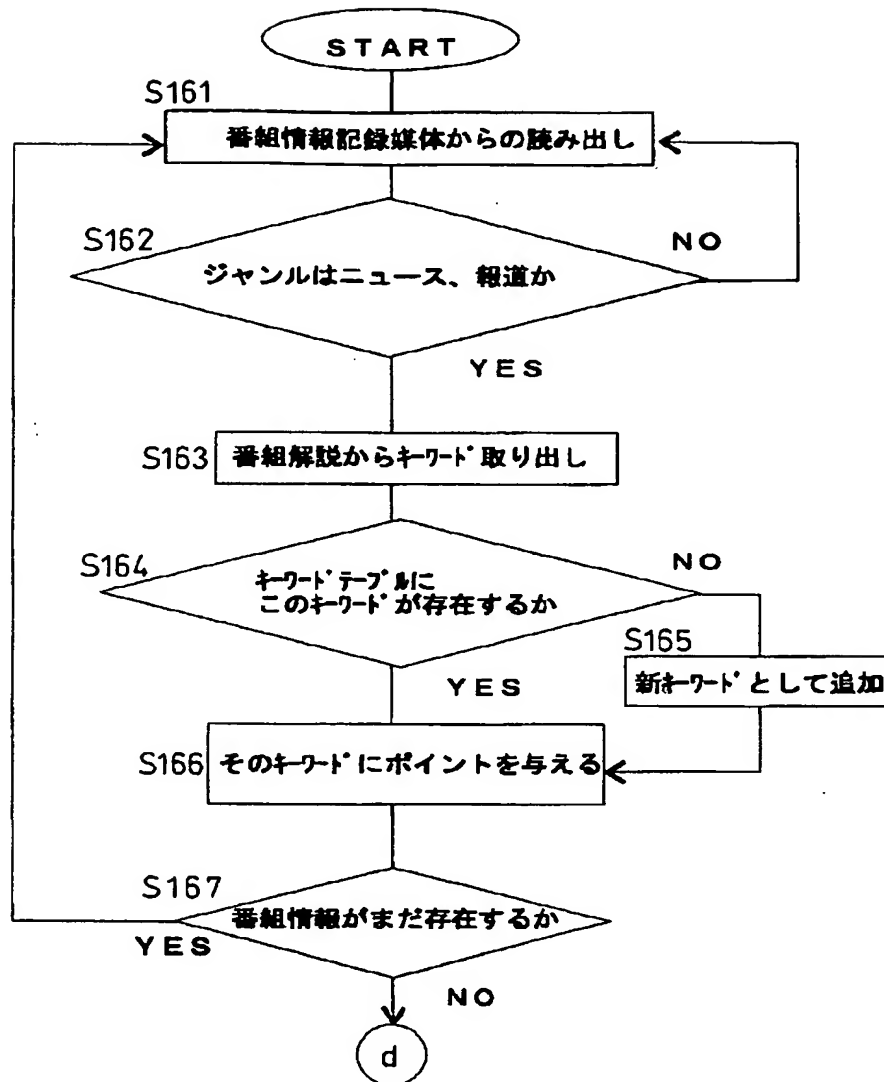 START
S161
番組情報記録媒体からの読み出し
S162
NO
ジャンルはニュース、報道か
YES
S163
番組解説からキーワード取り出し
S164
NO
キーワードテーブルに
このキーワードが存在するか
S165
YES
新キーワードとして追加
S166
そのキーワードにポイントを与える
S167
番組情報がまだ存在するか
YES
NO
d